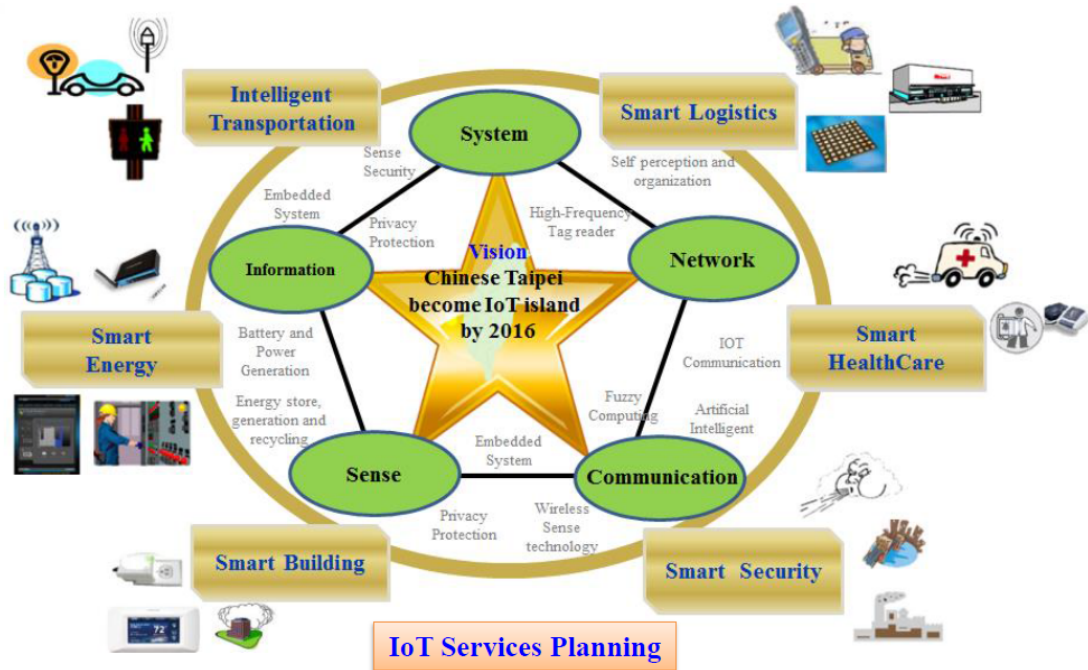 Intelligent
Transportation
System
Smart Logistics
Sense
Security
Self perception and
organization
Embedded
System
Privacy
Protection
High-Frequency
Tag reader
Information
Vision
Chinese Taipei
become IoT island
by 2016
Network
Smart
Energy
Battery and
Power
Generation
IOT
Communication
Smart
HealthCare
Energy store,
generation and
recycling
Fuzzy
Computing
Artificial
Intelligent
Sense
Embedded
System
Communication
Privacy
Protection
Wireless
Sense
technology
Smart Building
Smart Security
72
IoT Services Planning